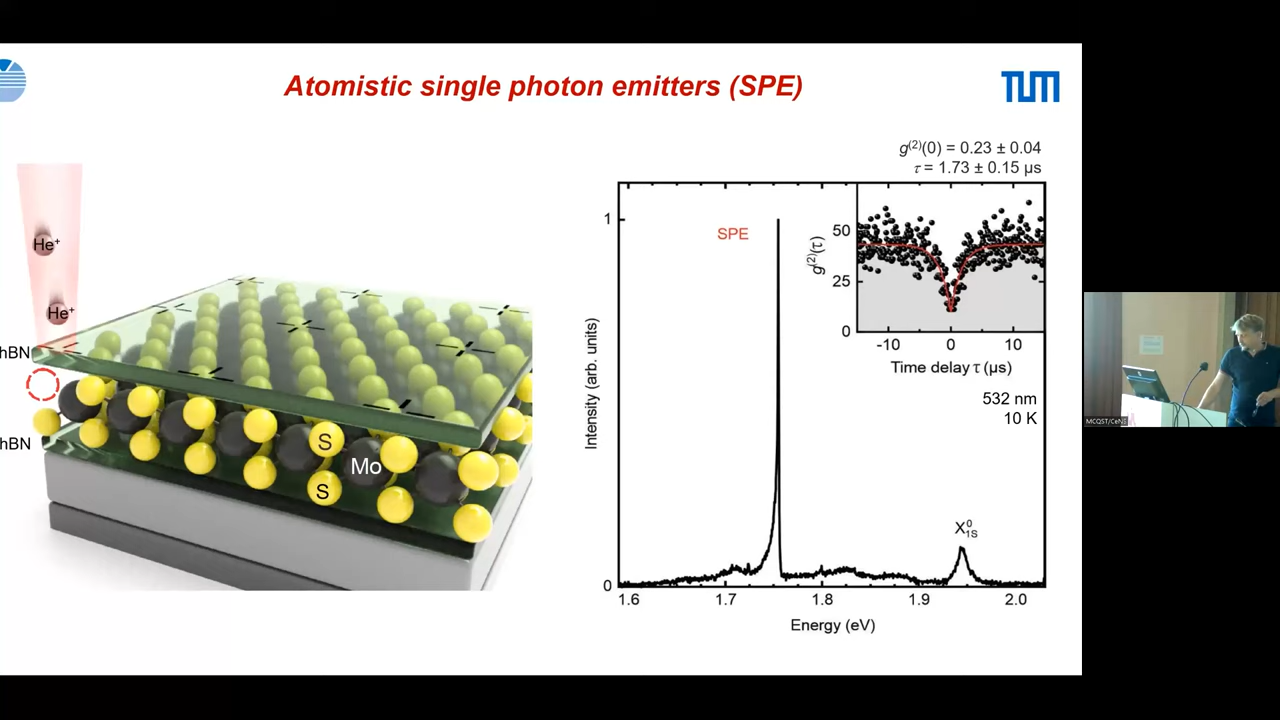 Atomistic single photon emitters (SPE)
TUM
He⁺
He⁺
hBN
hBN
S
Mo
S
g⁽²⁾(0) = 0.23 ± 0.04
τ = 1.73 ± 0.15 µs
SPE
g⁽²⁾(τ)
50
25
0
-10
0
10
Time delay τ (µs)
532 nm
10 K
X⁰₁S
Intensity (arb. units)
1
0
1.6
1.7
1.8
1.9
2.0
Energy (eV)
MCQST/CeNS